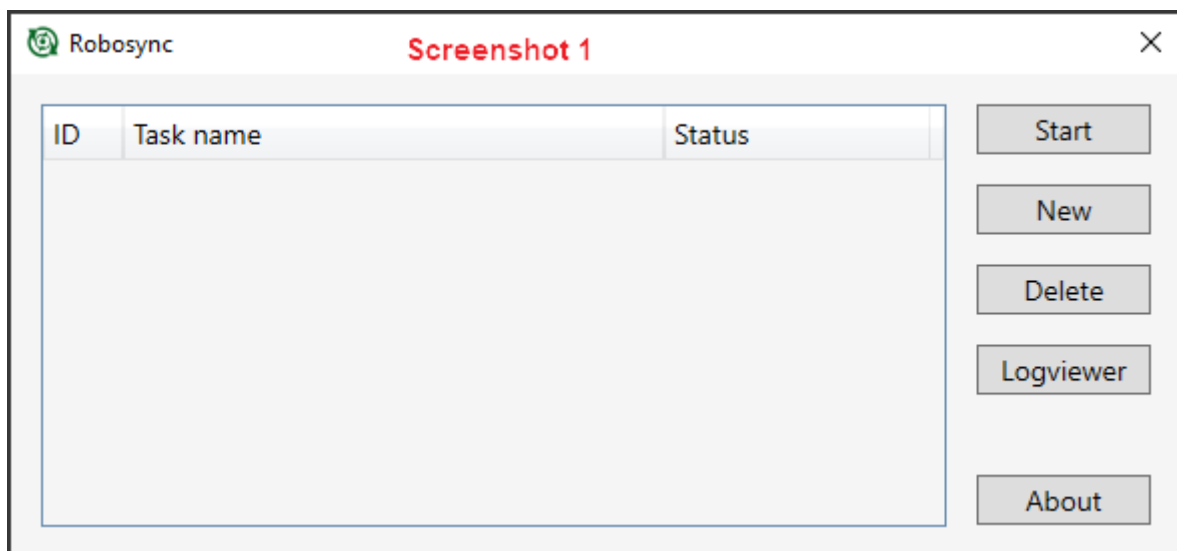 Robosync
Screenshot 1
ID Task name Status
Start
New
Delete
Logviewer
About